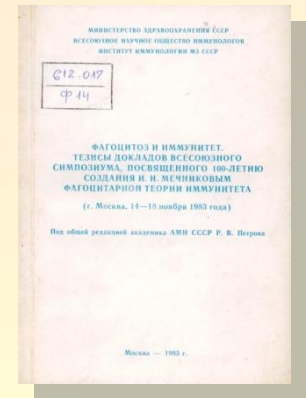 МИНИСТЕРСТВО ЗДРАВООХРАНЕНИЯ СССР
ВСЕСОЮЗНОЕ НАУЧНОЕ ОБЩЕСТВО ИММУНОЛОГОВ
ИНСТИТУТ ИММУНОЛОГИИ МЗ СССР
612.017
Ф 14
ФАГОЦИТОЗ И ИММУНИТЕТ.
ТЕЗИСЫ ДОКЛАДОВ ВСЕСОЮЗНОГО
СИМПОЗИУМА, ПОСВЯЩЕННОГО 100-ЛЕТИЮ
СОЗДАНИЯ И. И. МЕЧНИКОВЫМ
ФАГОЦИТАРНОЙ ТЕОРИИ ИММУНИТЕТА
(г. Москва, 14—18 ноября 1983 года)
Под общей редакцией академика АМН СССР Р. В. Петрова
Москва — 1983 г.